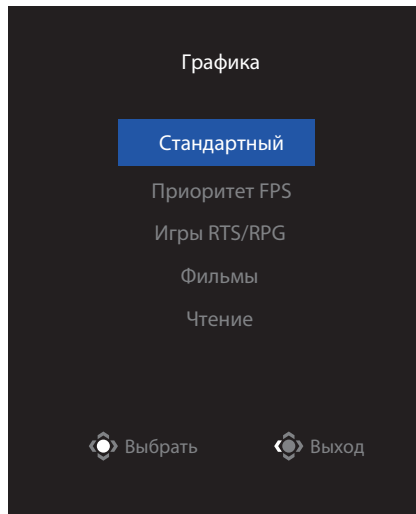 Графика
Стандартный
Приоритет FPS
Игры RTS/RPG
Фильмы
Чтение
Выбрать Выход